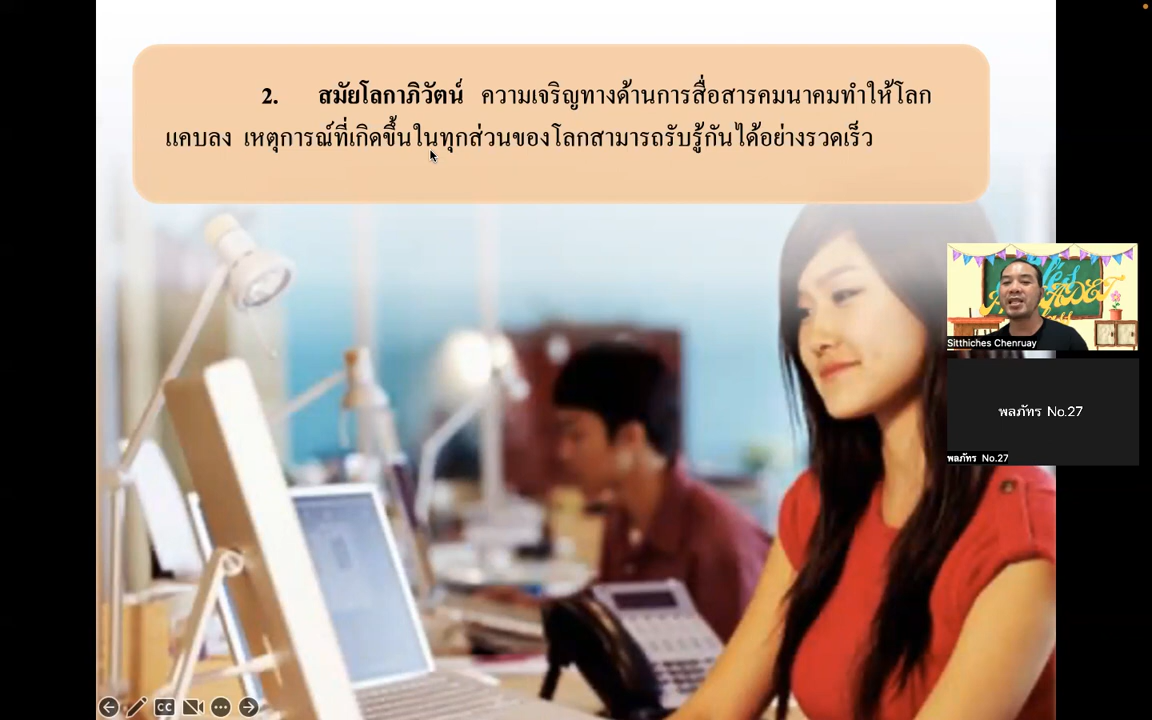 2. สมัยโลกาภิวัตน์ ความเจริญทางด้านการสื่อสารคมนาคมทำให้โลก
แคบลง เหตุการณ์ที่เกิดขึ้นในทุกส่วนของโลกสามารถรับรู้กันได้อย่างรวดเร็ว
Sitthiches Chenruay
พลภัทร No.27
พลภัทร No.27
CC